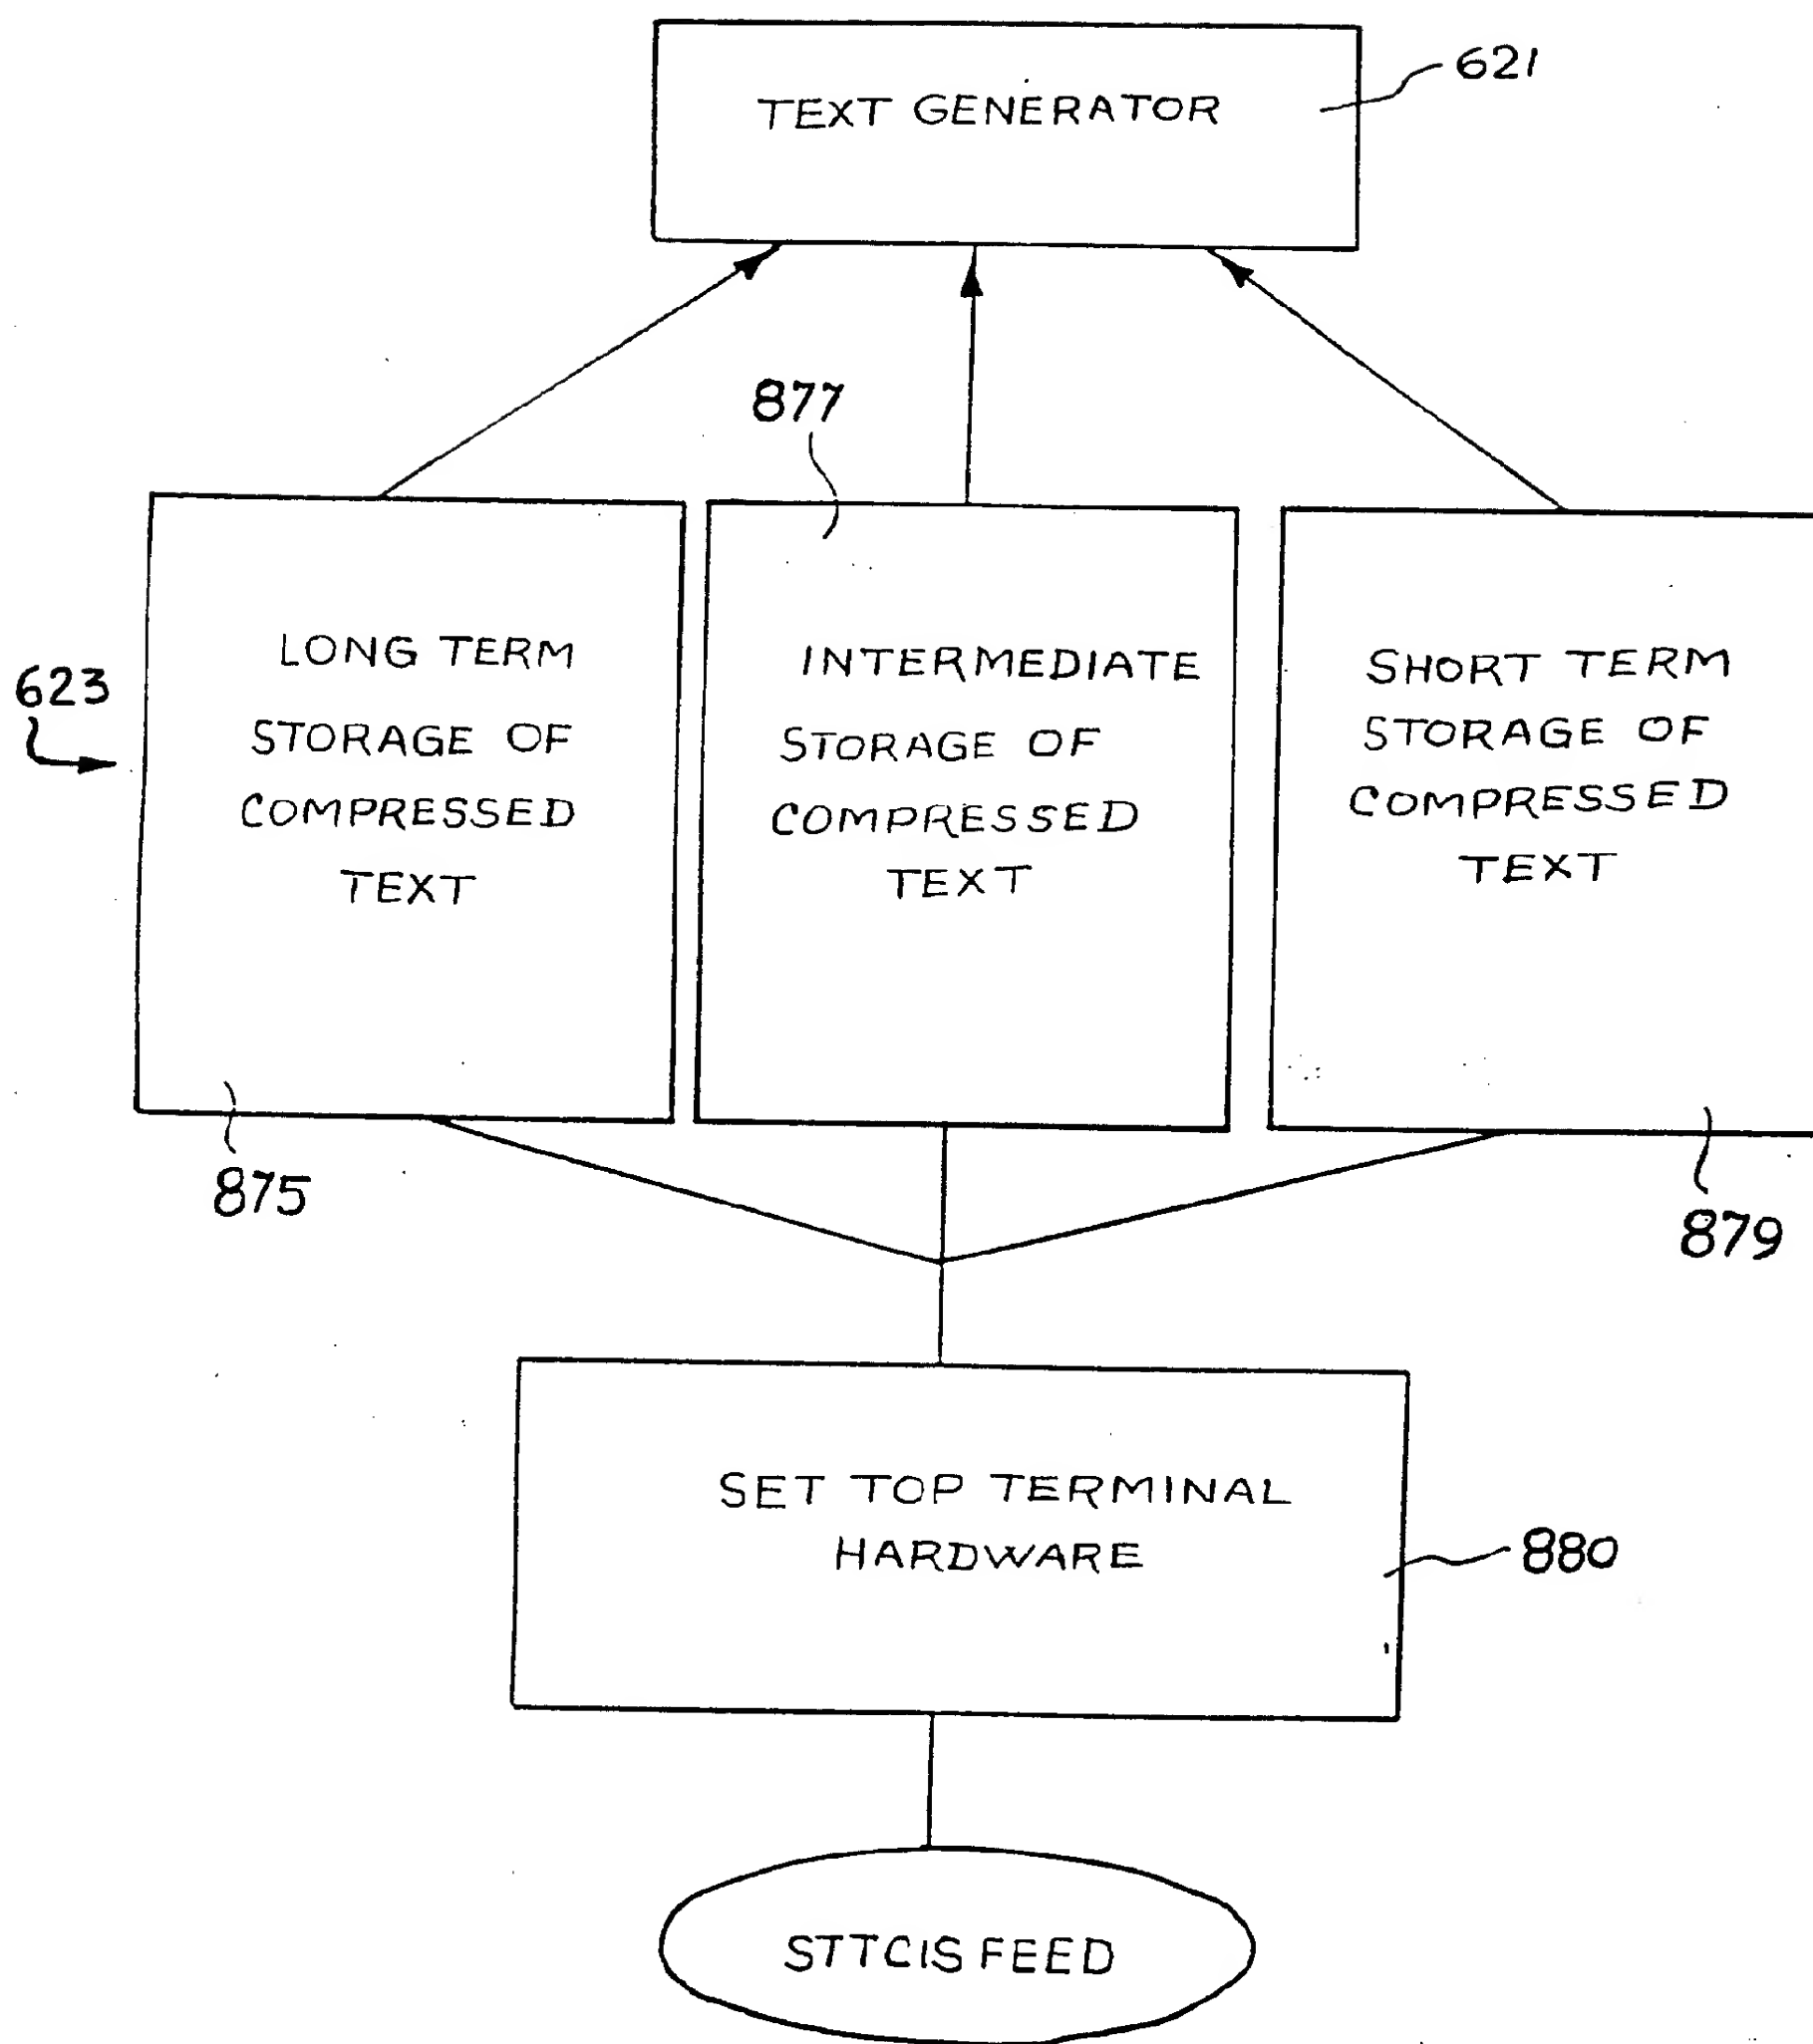 TEXT GENERATOR
621
877
623
LONG TERM
STORAGE OF
COMPRESSED
TEXT
INTERMEDIATE
STORAGE OF
COMPRESSED
TEXT
SHORT TERM
STORAGE OF
COMPRESSED
TEXT
875
879
SET TOP TERMINAL
HARDWARE
880
STTCIS FEED